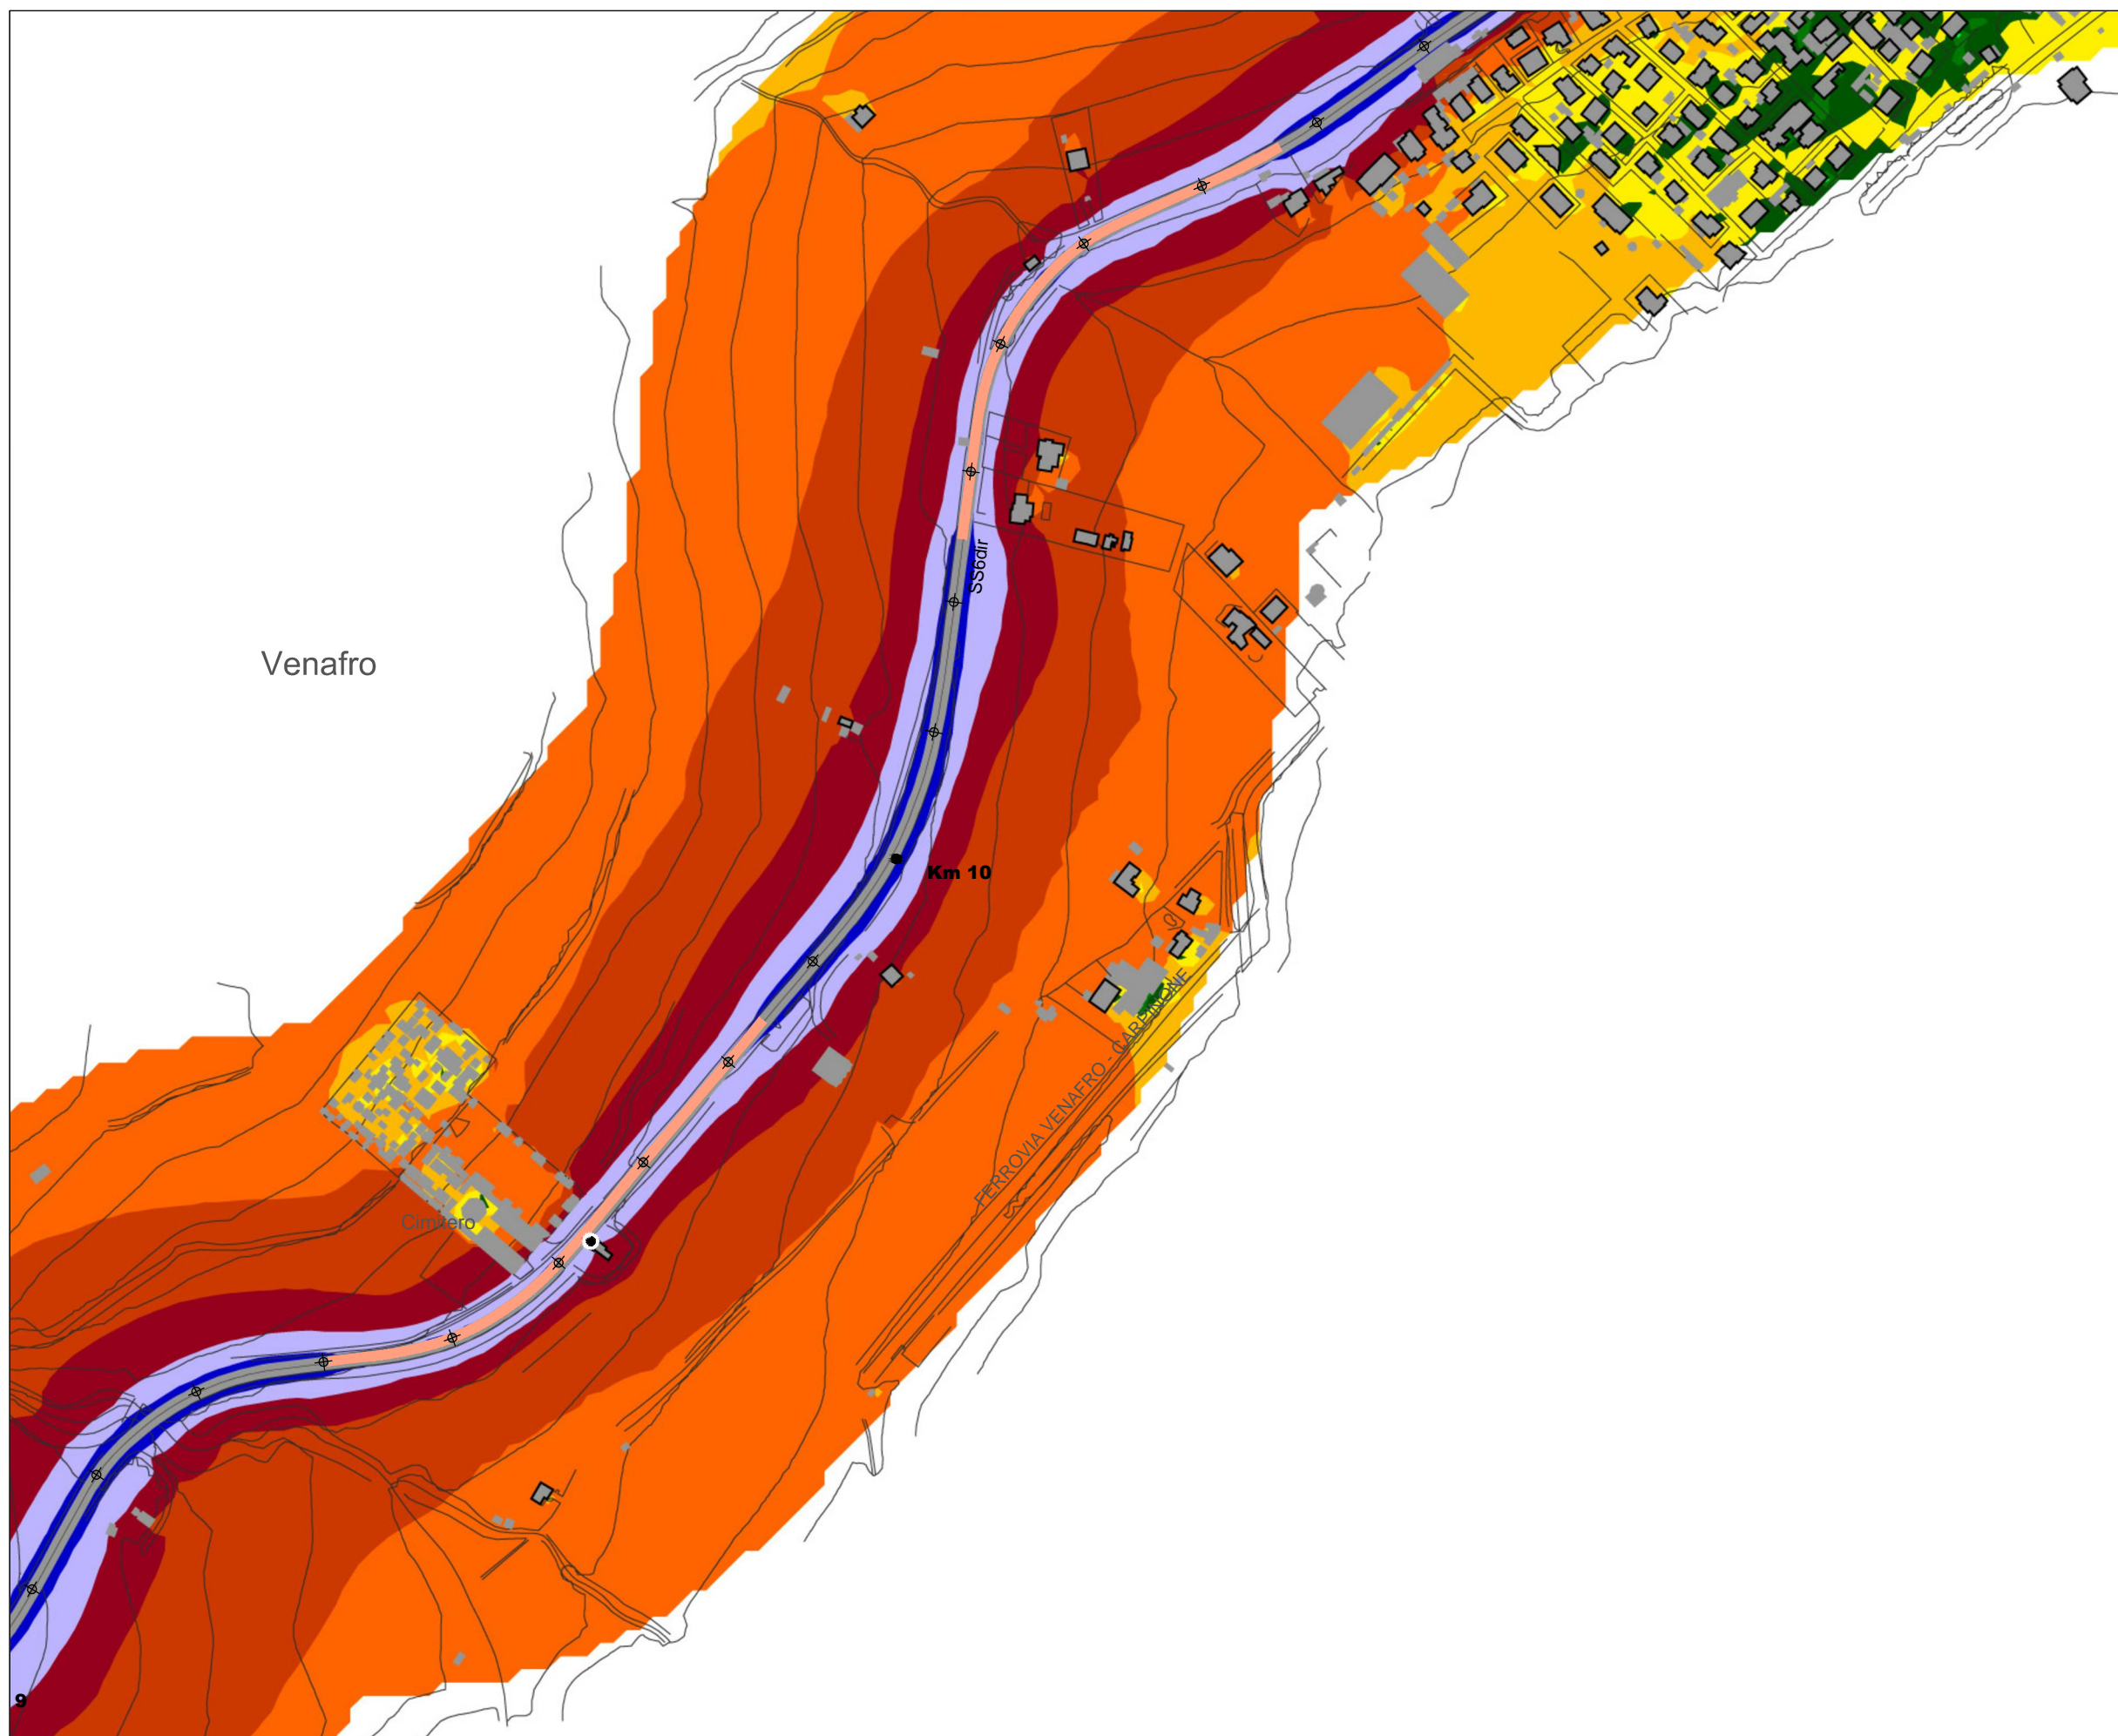 SS6dir
Venafro
Km 10
FERROVIA VENAFRO - CARPINONE
Cimitero
9